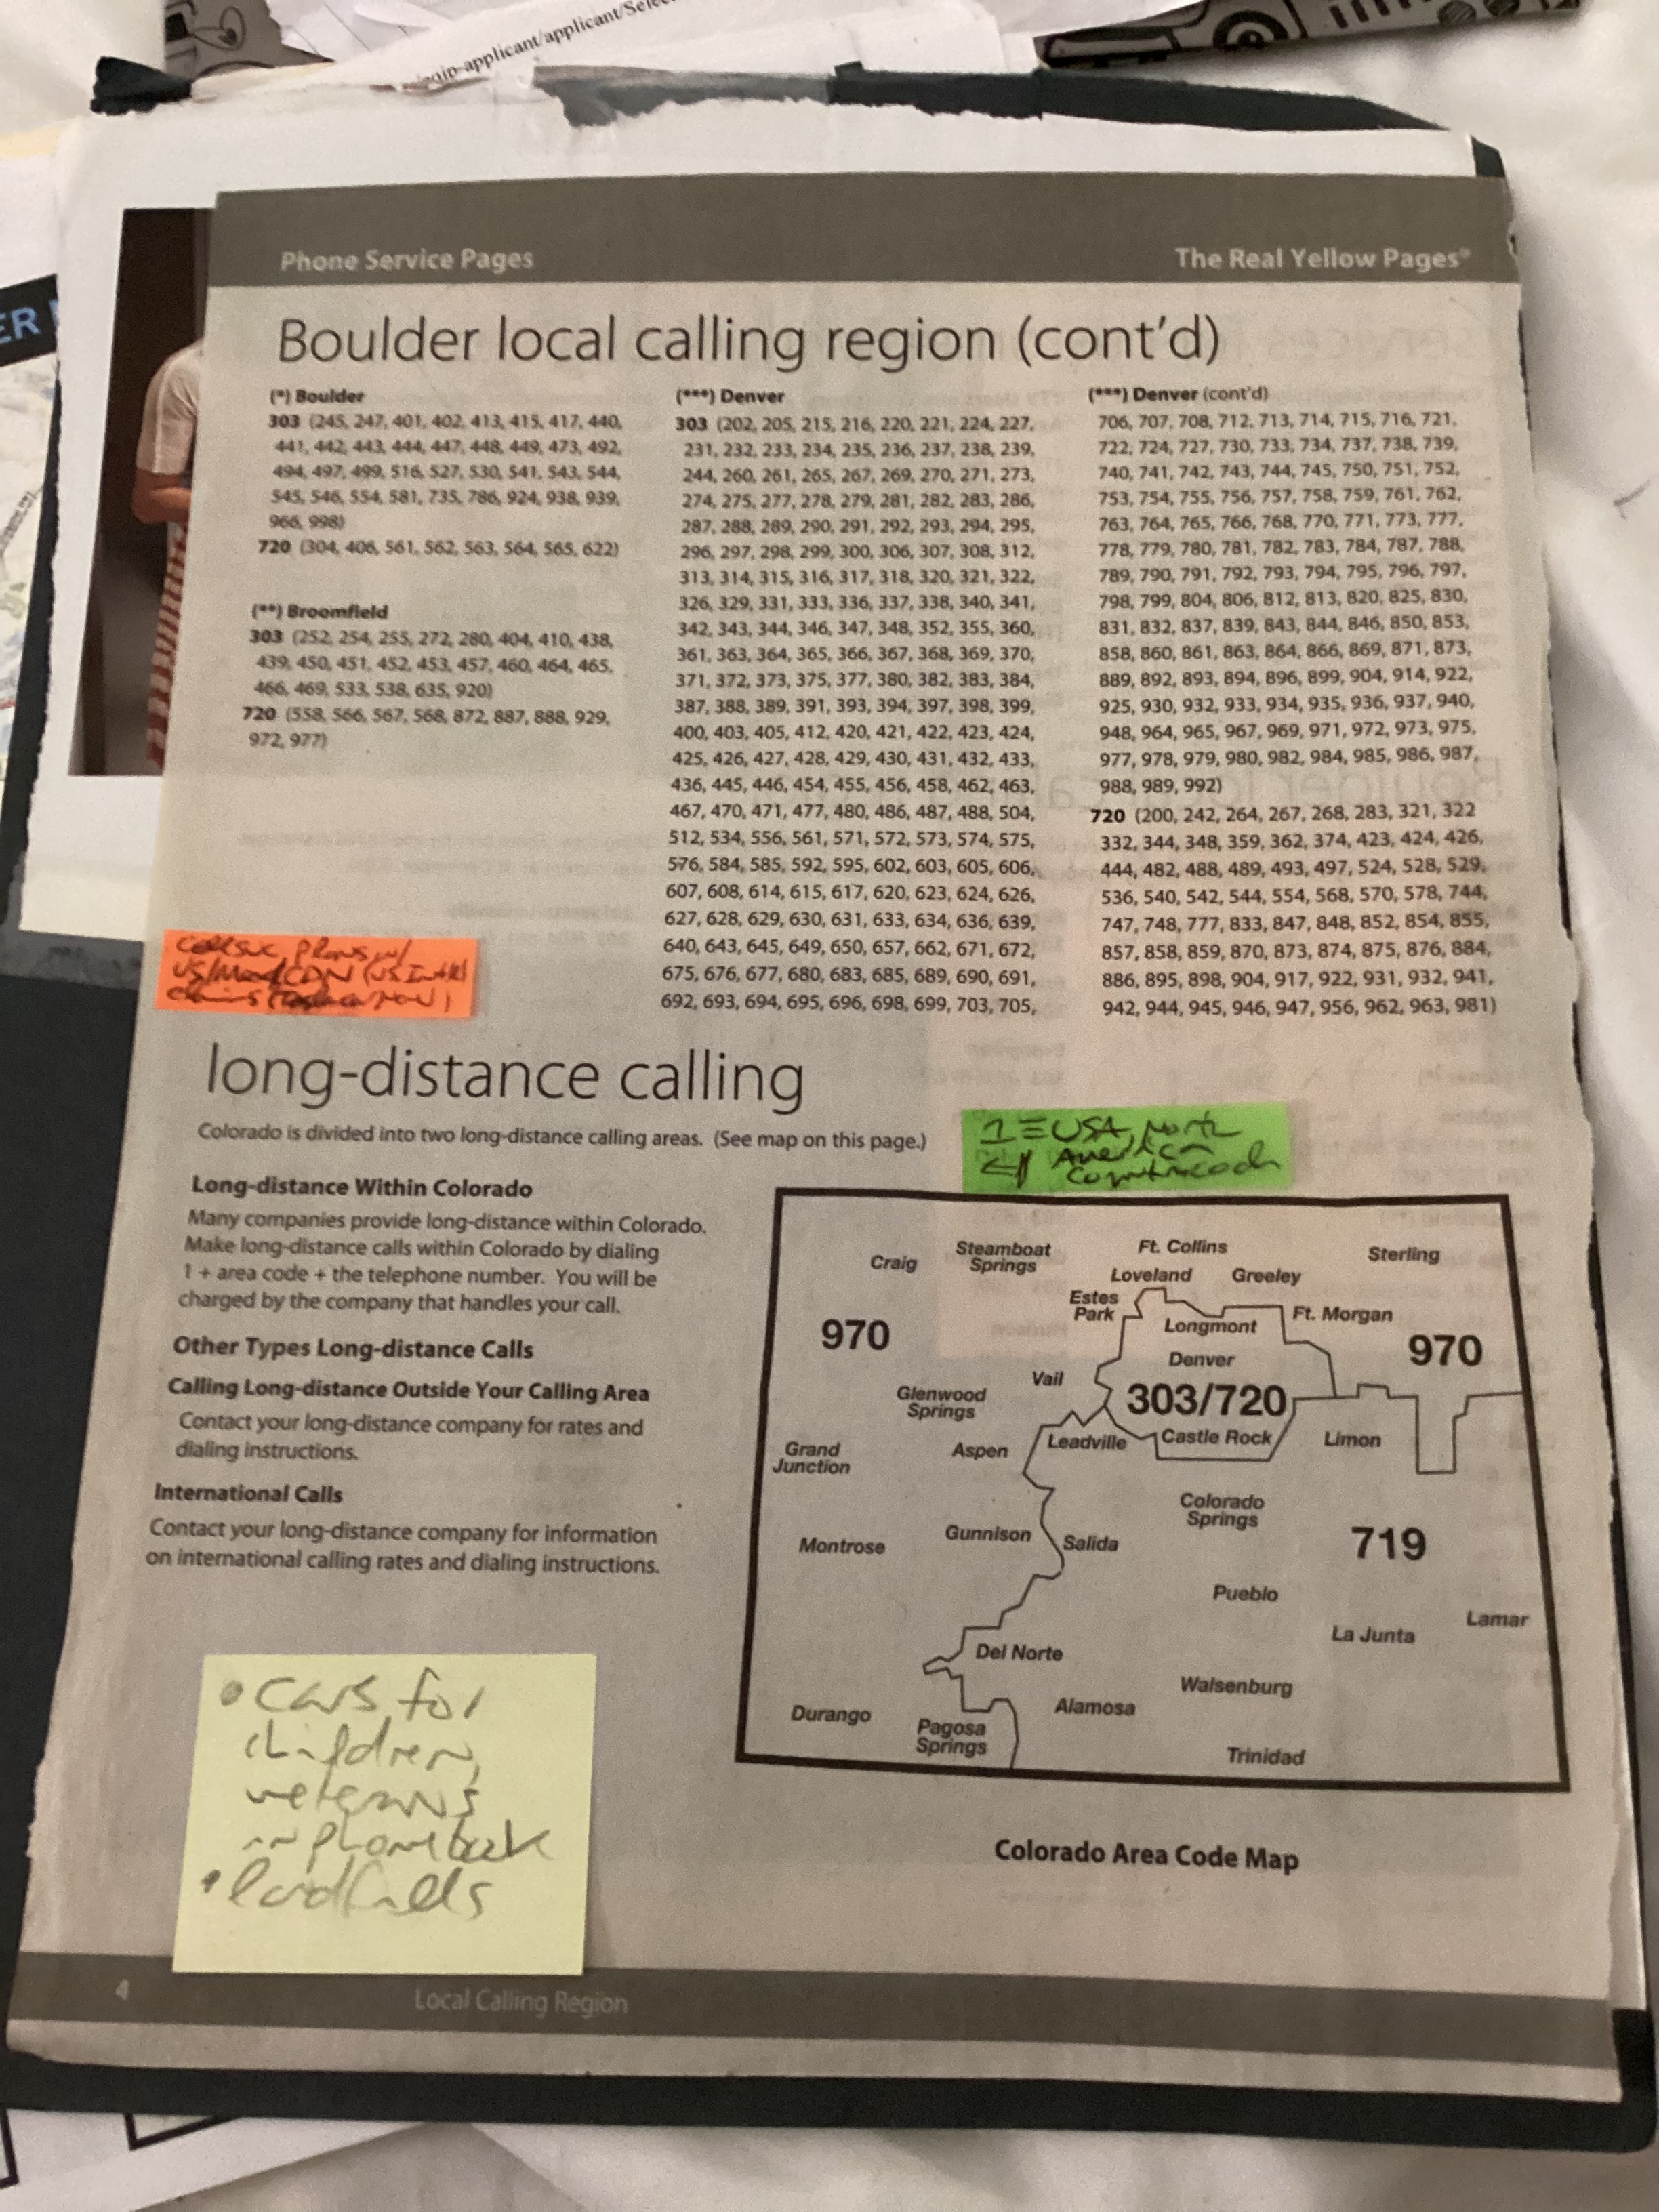 quip-applicant/applicant/Selec
ER
Phone Service Pages
The Real Yellow Pages®
Boulder local calling region (cont'd)
(*) Boulder
303 (245, 247, 401, 402, 413, 415, 417, 440,
441, 442, 443, 444, 447, 448, 449, 473, 492,
494, 497, 499, 516, 527, 530, 541, 543, 544,
545, 546, 554, 581, 735, 786, 924, 938, 939,
966, 998)
720 (304, 406, 561, 562, 563, 564, 565, 622)
(**) Broomfield
303 (252, 254, 255, 272, 280, 404, 410, 438,
439, 450, 451, 452, 453, 457, 460, 464, 465,
466, 469, 533, 538, 635, 920)
720 (558, 566, 567, 568, 872, 887, 888, 929,
972, 977)
(***) Denver
303 (202, 205, 215, 216, 220, 221, 224, 227,
231, 232, 233, 234, 235, 236, 237, 238, 239,
244, 260, 261, 265, 267, 269, 270, 271, 273,
274, 275, 277, 278, 279, 281, 282, 283, 286,
287, 288, 289, 290, 291, 292, 293, 294, 295,
296, 297, 298, 299, 300, 306, 307, 308, 312,
313, 314, 315, 316, 317, 318, 320, 321, 322,
326, 329, 331, 333, 336, 337, 338, 340, 341,
342, 343, 344, 346, 347, 348, 352, 355, 360,
361, 363, 364, 365, 366, 367, 368, 369, 370,
371, 372, 373, 375, 377, 380, 382, 383, 384,
387, 388, 389, 391, 393, 394, 397, 398, 399,
400, 403, 405, 412, 420, 421, 422, 423, 424,
425, 426, 427, 428, 429, 430, 431, 432, 433,
436, 445, 446, 454, 455, 456, 458, 462, 463,
467, 470, 471, 477, 480, 486, 487, 488, 504,
512, 534, 556, 561, 571, 572, 573, 574, 575,
576, 584, 585, 592, 595, 602, 603, 605, 606,
607, 608, 614, 615, 617, 620, 623, 624, 626,
627, 628, 629, 630, 631, 633, 634, 636, 639,
640, 643, 645, 649, 650, 657, 662, 671, 672,
675, 676, 677, 680, 683, 685, 689, 690, 691,
692, 693, 694, 695, 696, 698, 699, 703, 705,
(***) Denver (cont'd)
706, 707, 708, 712, 713, 714, 715, 716, 721,
722, 724, 727, 730, 733, 734, 737, 738, 739,
740, 741, 742, 743, 744, 745, 750, 751, 752,
753, 754, 755, 756, 757, 758, 759, 761, 762,
763, 764, 765, 766, 768, 770, 771, 773, 777,
778, 779, 780, 781, 782, 783, 784, 787, 788,
789, 790, 791, 792, 793, 794, 795, 796, 797,
798, 799, 804, 806, 812, 813, 820, 825, 830,
831, 832, 837, 839, 843, 844, 846, 850, 853,
858, 860, 861, 863, 864, 866, 869, 871, 873,
889, 892, 893, 894, 896, 899, 904, 914, 922,
925, 930, 932, 933, 934, 935, 936, 937, 940,
948, 964, 965, 967, 969, 971, 972, 973, 975,
977, 978, 979, 980, 982, 984, 985, 986, 987,
988, 989, 992)
720 (200, 242, 264, 267, 268, 283, 321, 322
332, 344, 348, 359, 362, 374, 423, 424, 426,
444, 482, 488, 489, 493, 497, 524, 528, 529,
536, 540, 542, 544, 554, 568, 570, 578, 744,
747, 748, 777, 833, 847, 848, 852, 854, 855,
857, 858, 859, 870, 873, 874, 875, 876, 884,
886, 895, 898, 904, 917, 922, 931, 932, 941,
942, 944, 945, 946, 947, 956, 962, 963, 981)
Plans w/
long-distance calling
Colorado is divided into two long-distance calling areas. (See map on this page.)
1 ≡ USA, North
American
Long-distance Within Colorado
Many companies provide long-distance within Colorado.
Make long-distance calls within Colorado by dialing
1 + area code + the telephone number. You will be
charged by the company that handles your call.
Other Types Long-distance Calls
Calling Long-distance Outside Your Calling Area
Contact your long-distance company for rates and
dialing instructions.
International Calls
Contact your long-distance company for information
on international calling rates and dialing instructions.
Craig
Steamboat
Springs
Ft. Collins
Sterling
Loveland
Greeley
Estes
Park
Ft. Morgan
Longmont
970
970
Denver
Vail
303/720
Glenwood
Springs
Castle Rock
Leadville
Limon
Aspen
Grand
Junction
Colorado
Springs
Gunnison
Salida
719
Montrose
Pueblo
Lamar
La Junta
Del Norte
Walsenburg
Alamosa
Durango
Pagosa
Springs
Trinidad
Colorado Area Code Map
• cars for
children,
veterans
in phone book
•
4
Local Calling Region